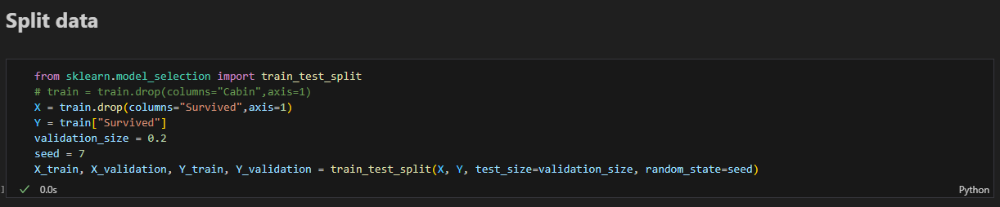 Split data
from sklearn.model_selection import train_test_split
# train = train.drop(columns="Cabin",axis=1)
X = train.drop(columns="Survived",axis=1)
Y = train["Survived"]
validation_size = 0.2
seed = 7
X_train, X_validation, Y_train, Y_validation = train_test_split(X, Y, test_size=validation_size, random_state=seed)
] ✓ 0.0s Python